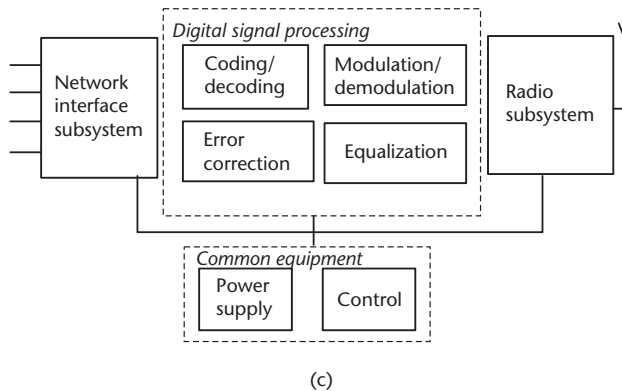 Digital signal processing
Network
interface
subsystem
Coding/
decoding
Modulation/
demodulation
Error
correction
Equalization
Radio
subsystem
Common equipment
Power
supply
Control
(c)